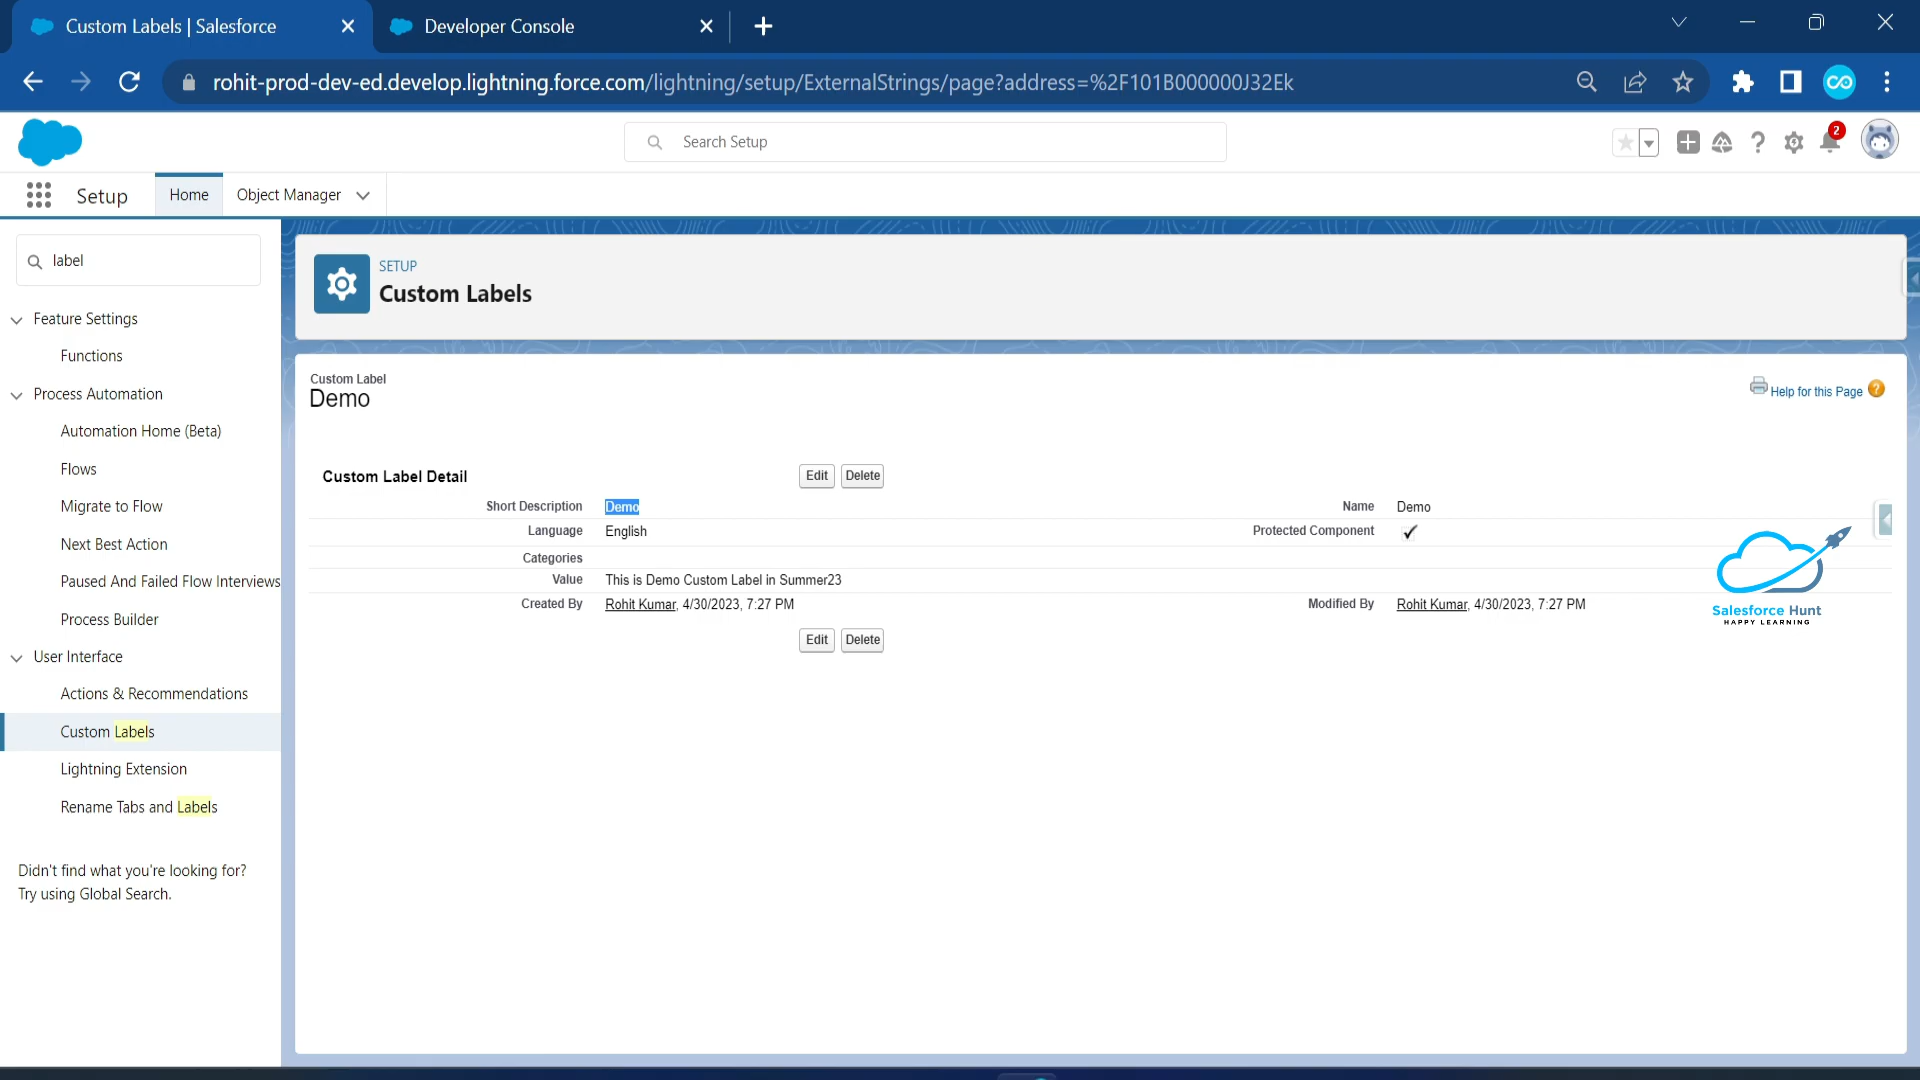 Custom Labels | Salesforce
Developer Console
rohit-prod-dev-ed.develop.lightning.force.com/lightning/setup/ExternalStrings/page?address=%2F101B000000J32Ek
Search Setup
2
Setup
Home
Object Manager
label
Feature Settings
Functions
Process Automation
Automation Home (Beta)
Flows
Migrate to Flow
Next Best Action
Paused And Failed Flow Interviews
Process Builder
User Interface
Actions & Recommendations
Custom Labels
Lightning Extension
Rename Tabs and Labels
Didn't find what you're looking for?
Try using Global Search.
SETUP
Custom Labels
Custom Label
Demo
Help for this Page ?
Custom Label Detail Edit Delete
Short Description Demo Name Demo
Language English Protected Component
Categories
Value This is Demo Custom Label in Summer23
Created By Rohit Kumar, 4/30/2023, 7:27 PM Modified By Rohit Kumar, 4/30/2023, 7:27 PM
Edit Delete
Salesforce Hunt
HAPPY LEARNING